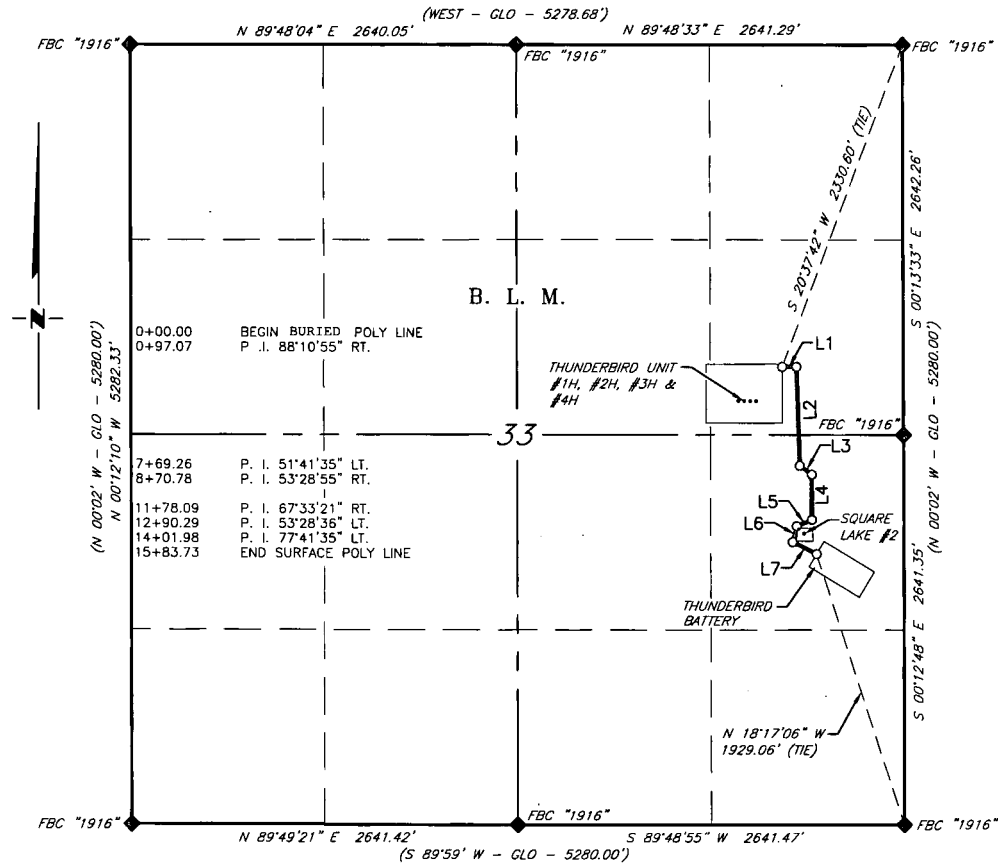 (WEST - GLO - 5278.68')
N 89°48'04" E 2640.05'
N 89°48'33" E 2641.29'
FBC "1916"
FBC "1916"
FBC "1916"
S 20°37'42" W 2330.60' (TIE)
S 00°13'33" E 2642.26'
N
B. L. M.
0+00.00 BEGIN BURIED POLY LINE
0+97.07 P .I. 88°10'55" RT.
L1
THUNDERBIRD UNIT
#1H, #2H, #3H &
#4H
L2
(N 00°02' W - GLO - 5280.00')
N 00°12'10" W 5282.33'
(N 00°02' W - GLO - 5280.00')
33
FBC "1916"
L3
7+69.26 P. I. 51°41'35" LT.
8+70.78 P. I. 53°28'55" RT.
L4
11+78.09 P. I. 67°33'21" RT.
12+90.29 P. I. 53°28'36" LT.
14+01.98 P. I. 77°41'35" LT.
15+83.73 END SURFACE POLY LINE
L5
L6
SQUARE
LAKE #2
L7
THUNDERBIRD
BATTERY
S 00°12'48" E 2641.35'
N 18°17'06" W
1929.06' (TIE)
FBC "1916"
FBC "1916"
FBC "1916"
N 89°49'21" E 2641.42'
S 89°48'55" W 2641.47'
(S 89°59' W - GLO - 5280.00')